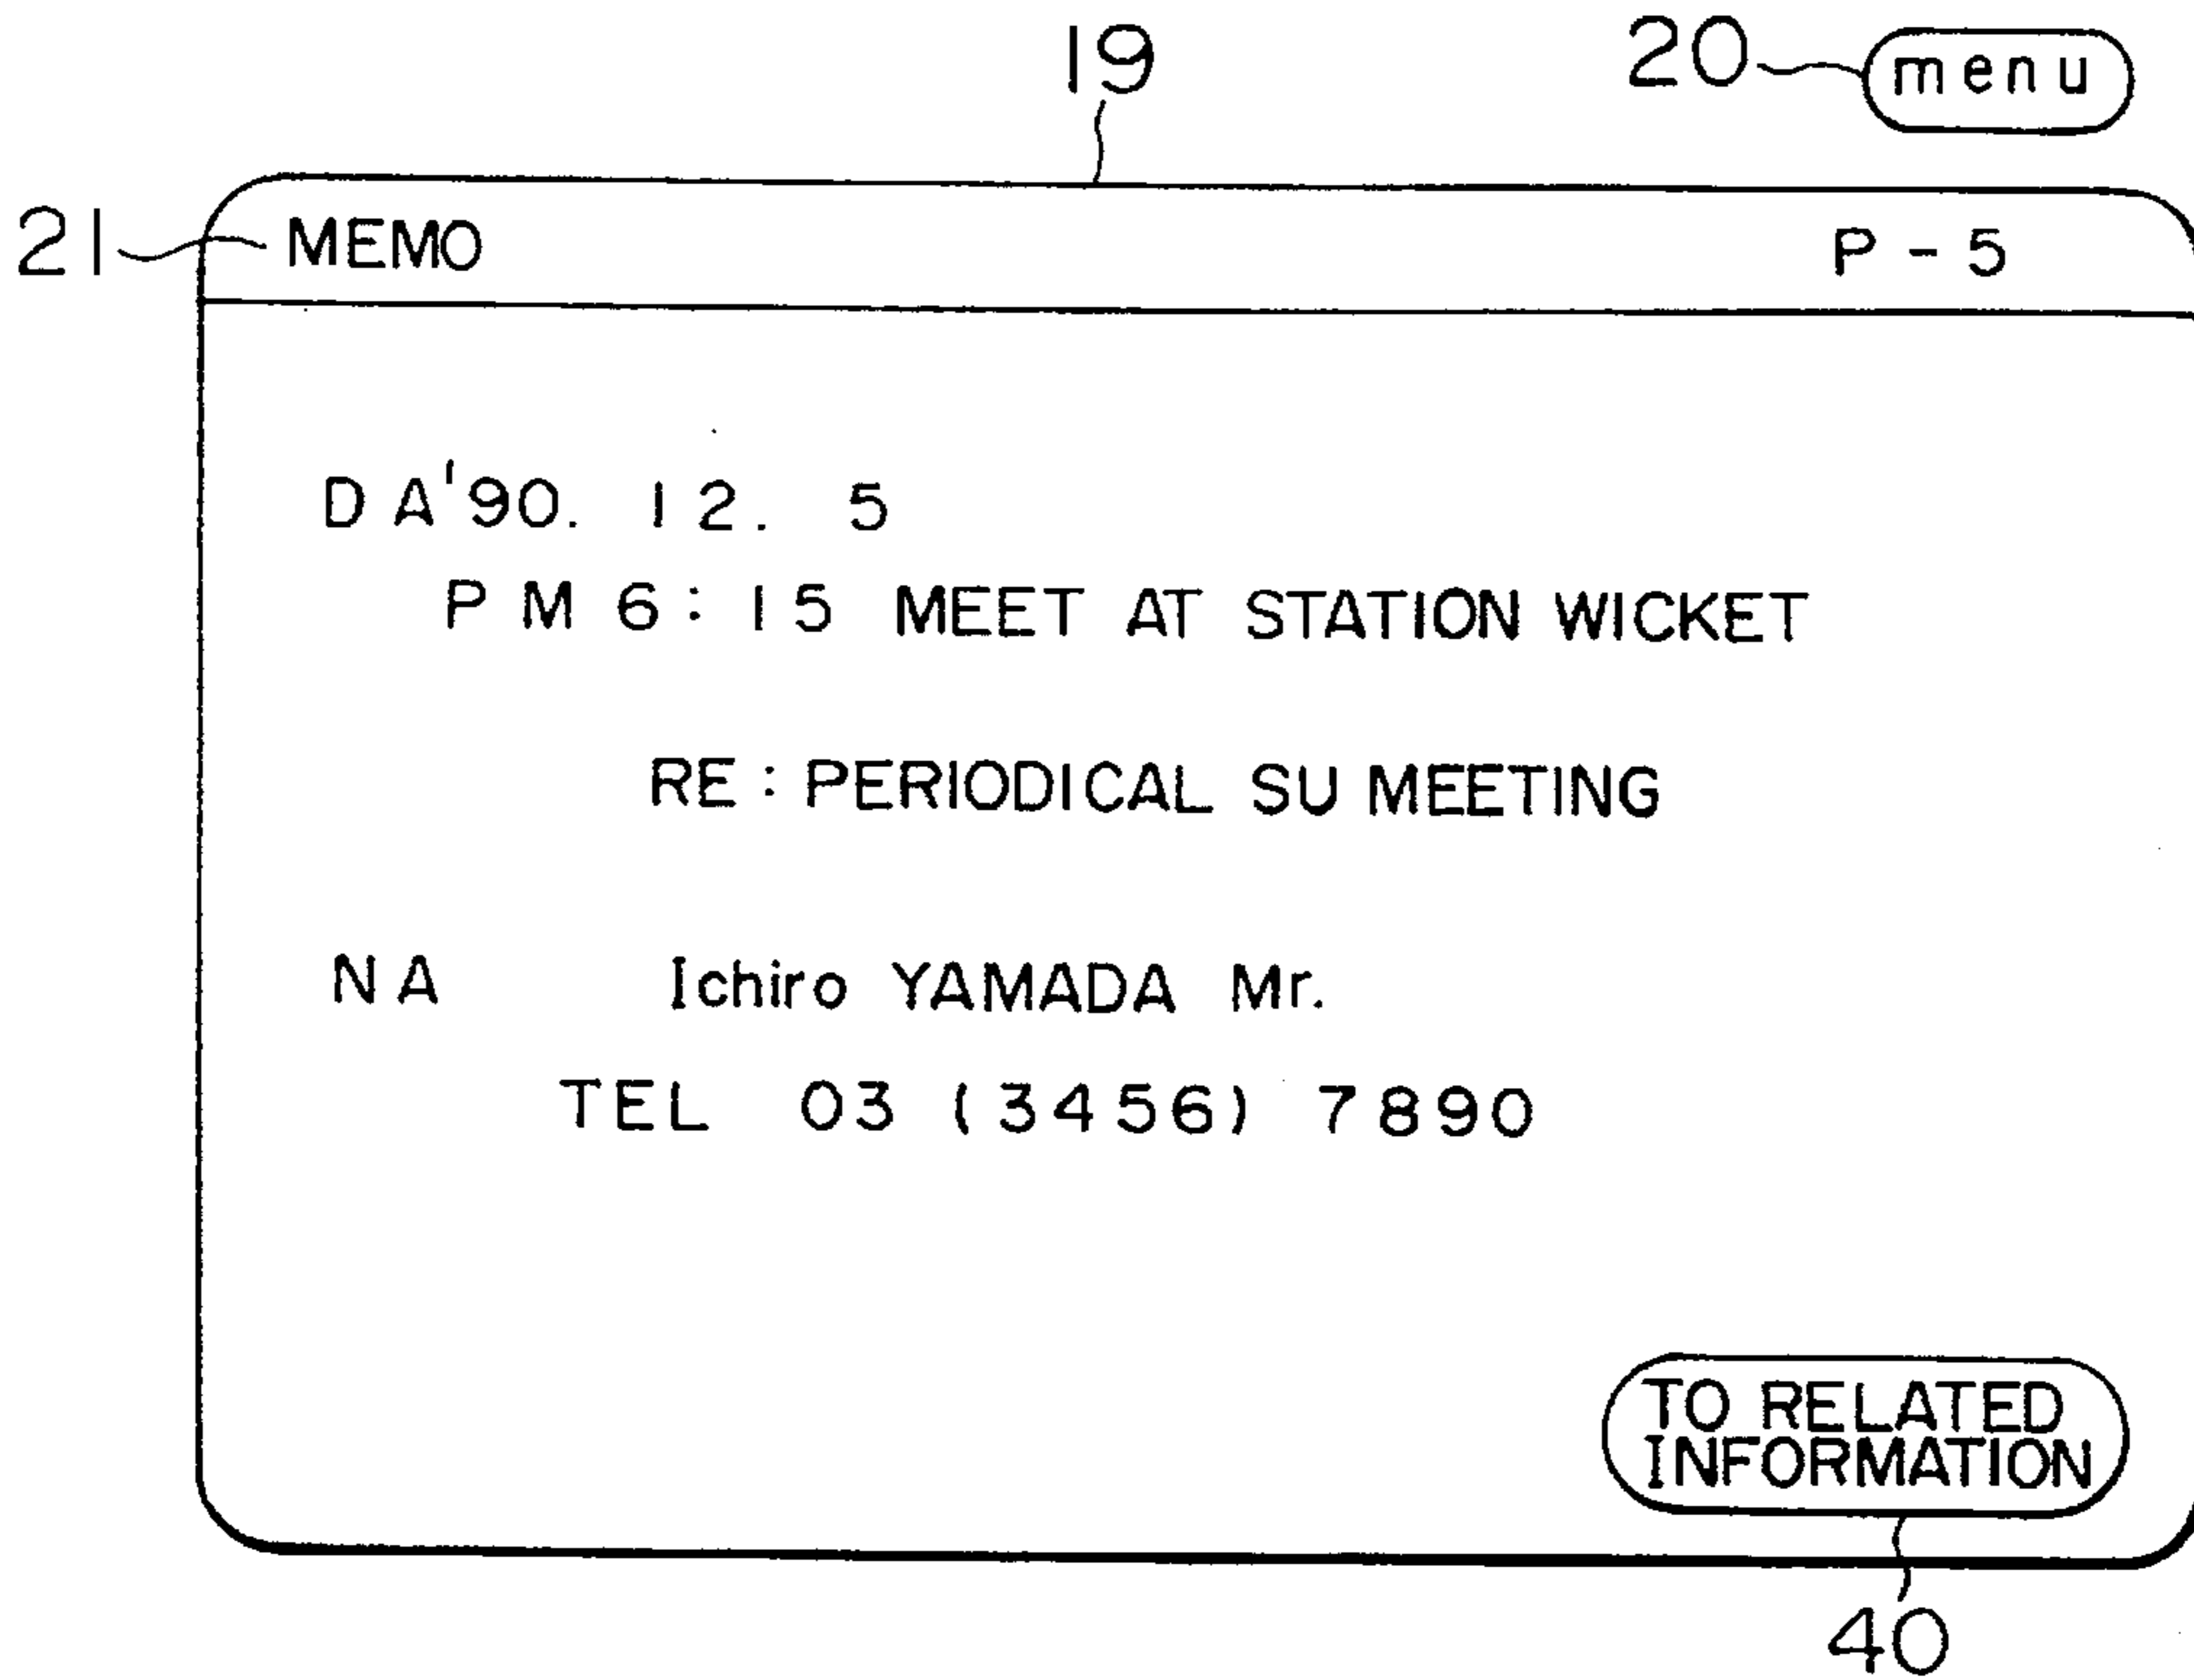 19
20 menu
21 MEMO P-5
DA'90. 12. 5
PM 6:15 MEET AT STATION WICKET
RE: PERIODICAL SU MEETING
NA Ichiro YAMADA Mr.
TEL 03 (3456) 7890
TO RELATED
INFORMATION
40